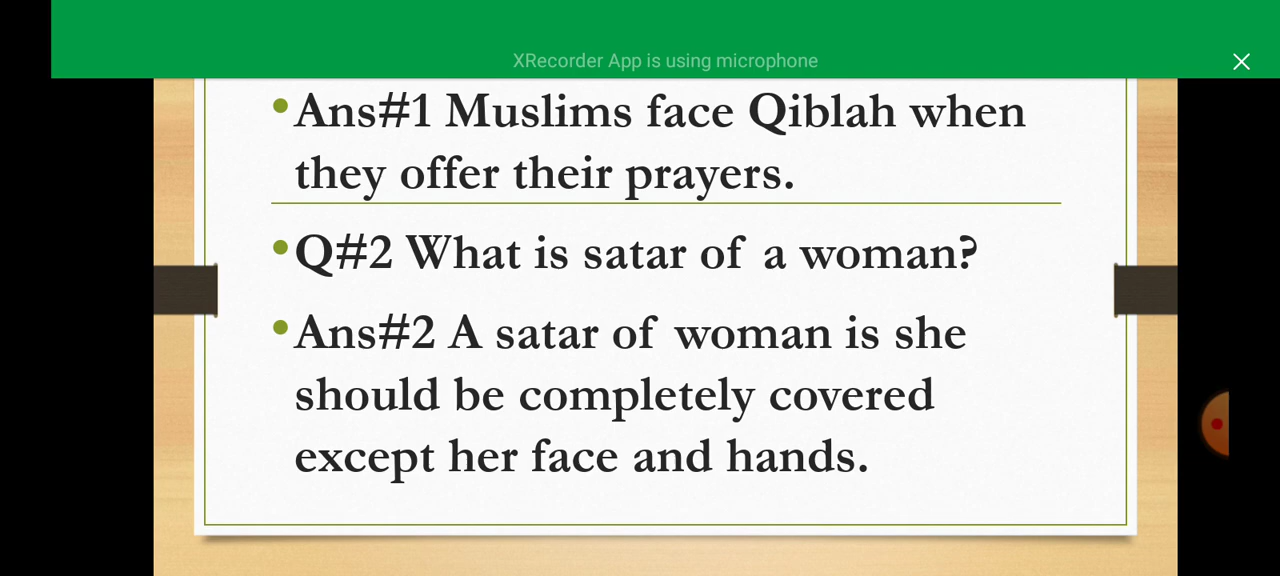 XRecorder App is using microphone
•Ans#1 Muslims face Qiblah when
they offer their prayers.
•Q#2 What is satar of a woman?
•Ans#2 A satar of woman is she
should be completely covered
except her face and hands.